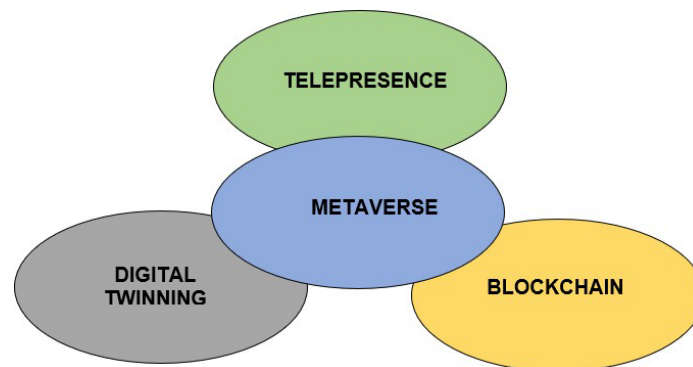 TELEPRESENCE
METAVERSE
DIGITAL
TWINNING
BLOCKCHAIN